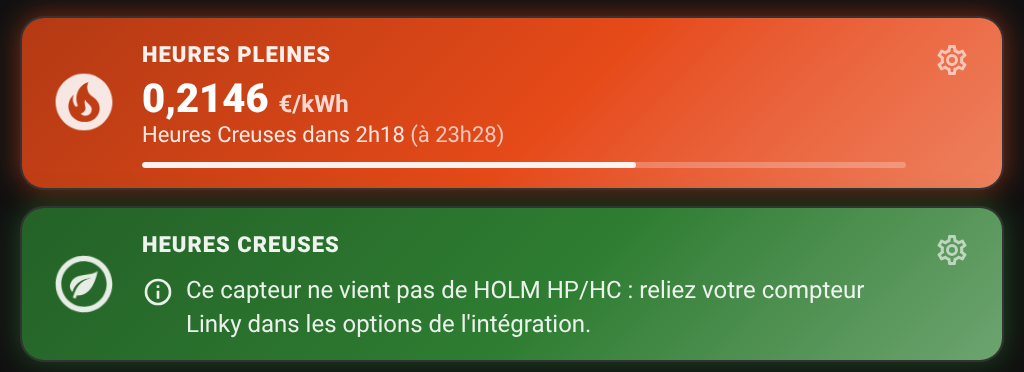 HEURES PLEINES
0,2146 €/kWh
Heures Creuses dans 2h18 (à 23h28)
HEURES CREUSES
Ce capteur ne vient pas de HOLM HP/HC : reliez votre compteur
Linky dans les options de l'intégration.